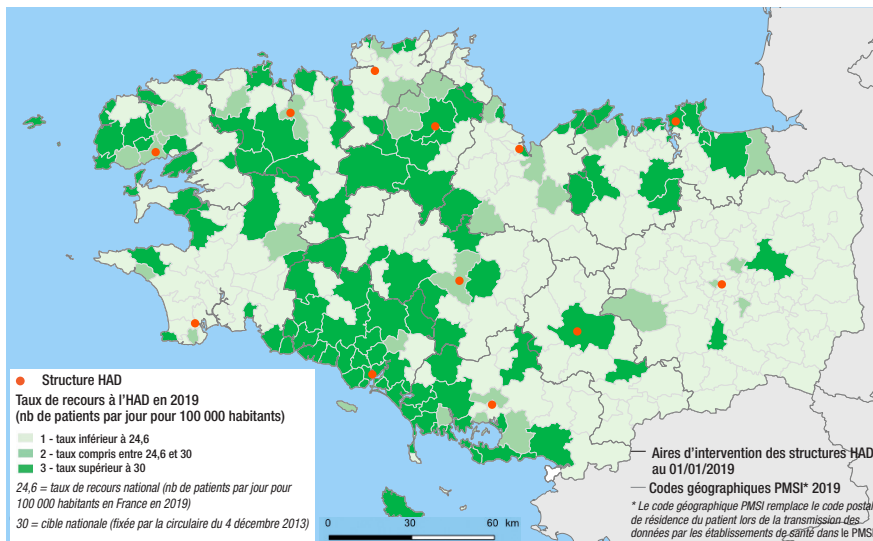 Structure HAD
Taux de recours à l'HAD en 2019
(nb de patients par jour pour 100 000 habitants)
1 - taux inférieur à 24,6
2 - taux compris entre 24,6 et 30
3 - taux supérieur à 30
24,6 = taux de recours national (nb de patients par jour pour
100 000 habitants en France en 2019)
30 = cible nationale (fixée par la circulaire du 4 décembre 2013)
0 30 60 km
Aires d'intervention des structures HAD
au 01/01/2019
Codes géographiques PMSI* 2019
* Le code géographique PMSI remplace le code postal
de résidence du patient lors de la transmission des
données par les établissements de santé dans le PMSI